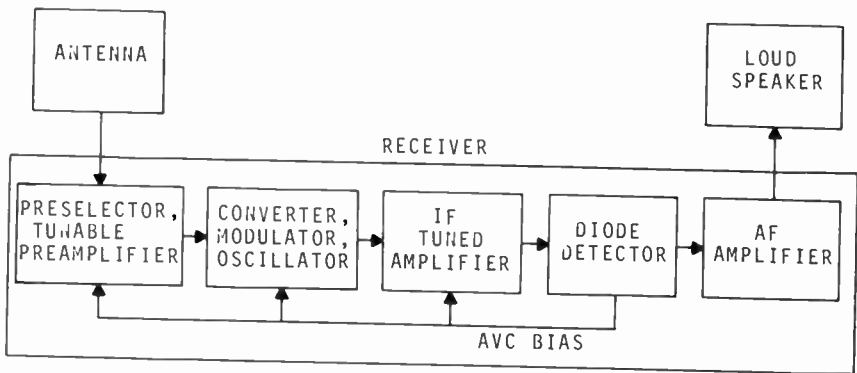 ANTENNA
LOUD
SPEAKER
RECEIVER
PRESELECTOR,
TUNABLE
PREAMPLIFIER
CONVERTER,
MODULATOR,
OSCILLATOR
IF
TUNED
AMPLIFIER
DIODE
DETECTOR
AF
AMPLIFIER
AVC BIAS